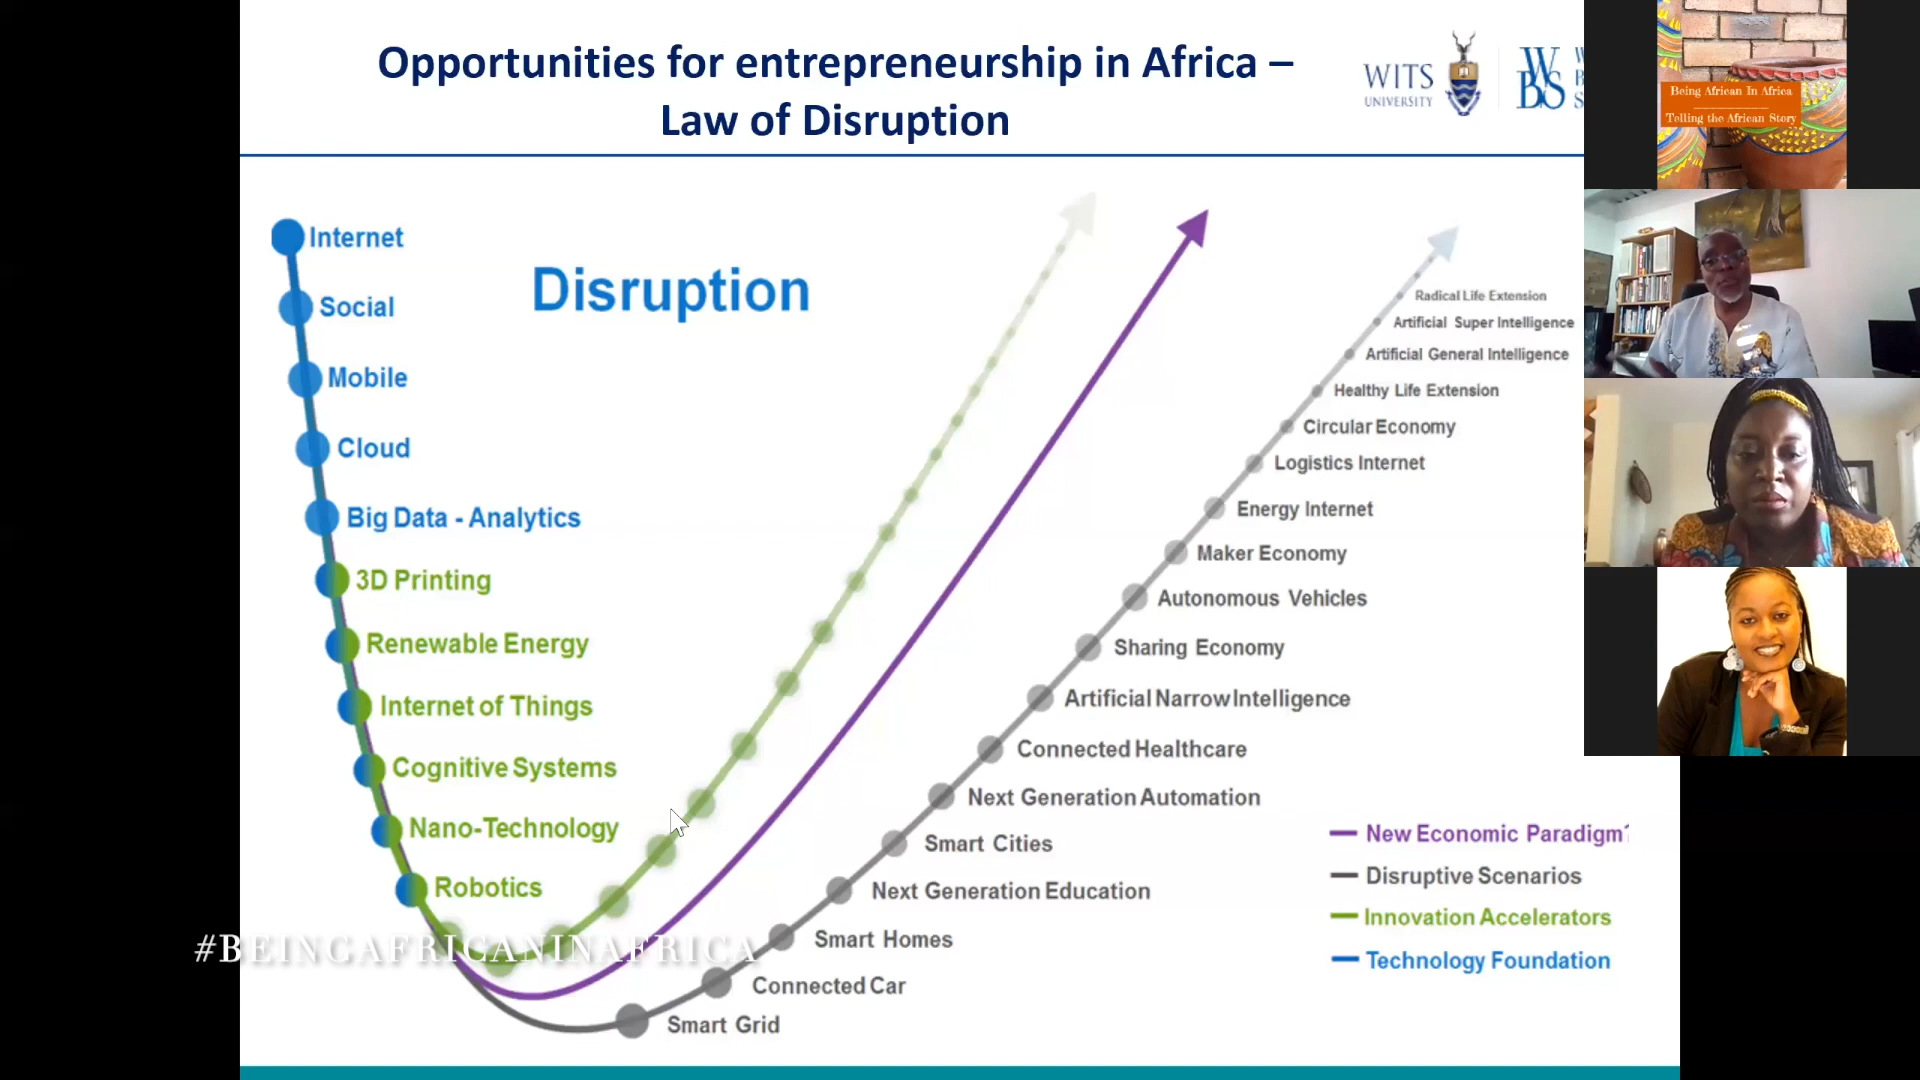 Opportunities for entrepreneurship in Africa –
Law of Disruption
WITS
UNIVERSITY
WBS
Being African In Africa
Telling the African Story
Disruption
Internet
Social
Mobile
Cloud
Big Data - Analytics
3D Printing
Renewable Energy
Internet of Things
Cognitive Systems
Nano-Technology
Robotics
Radical Life Extension
Artificial Super Intelligence
Artificial General Intelligence
Healthy Life Extension
Circular Economy
Logistics Internet
Energy Internet
Maker Economy
Autonomous Vehicles
Sharing Economy
Artificial Narrow Intelligence
Connected Healthcare
Next Generation Automation
Smart Cities
Next Generation Education
Smart Homes
Connected Car
Smart Grid
New Economic Paradigm?
Disruptive Scenarios
Innovation Accelerators
Technology Foundation
#BEINGAFRICANINAFRICA